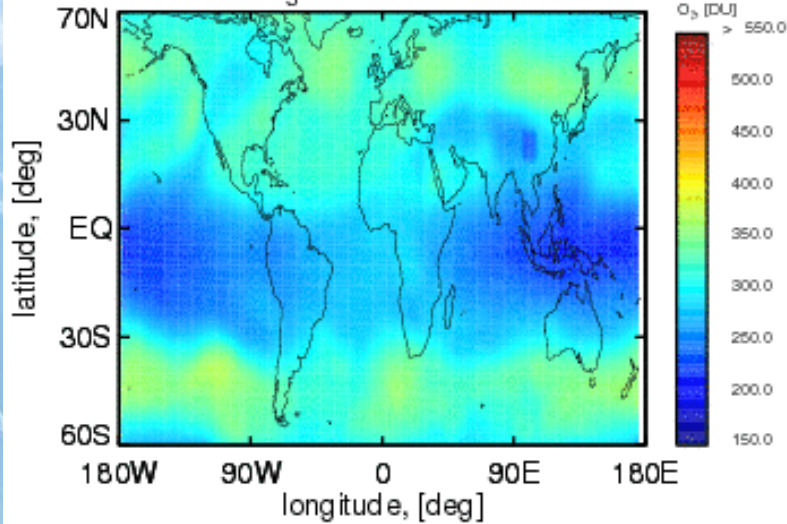 O3, [DU]
70N
30N
EQ
30S
60S
latitude, [deg]
180W 90W 0 90E 180E
longitude, [deg]
> 550.0
500.0
450.0
400.0
350.0
300.0
250.0
200.0
150.0